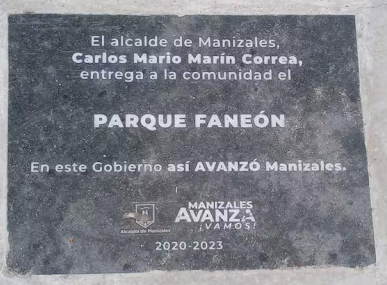 El alcalde de Manizales,
Carlos Mario Marín Correa,
entrega a la comunidad el
PARQUE FANEÓN
En este Gobierno así AVANZÓ Manizales.
Alcaldía de Manizales
MANIZALES
AVANZA
¡VAMOS!
2020-2023